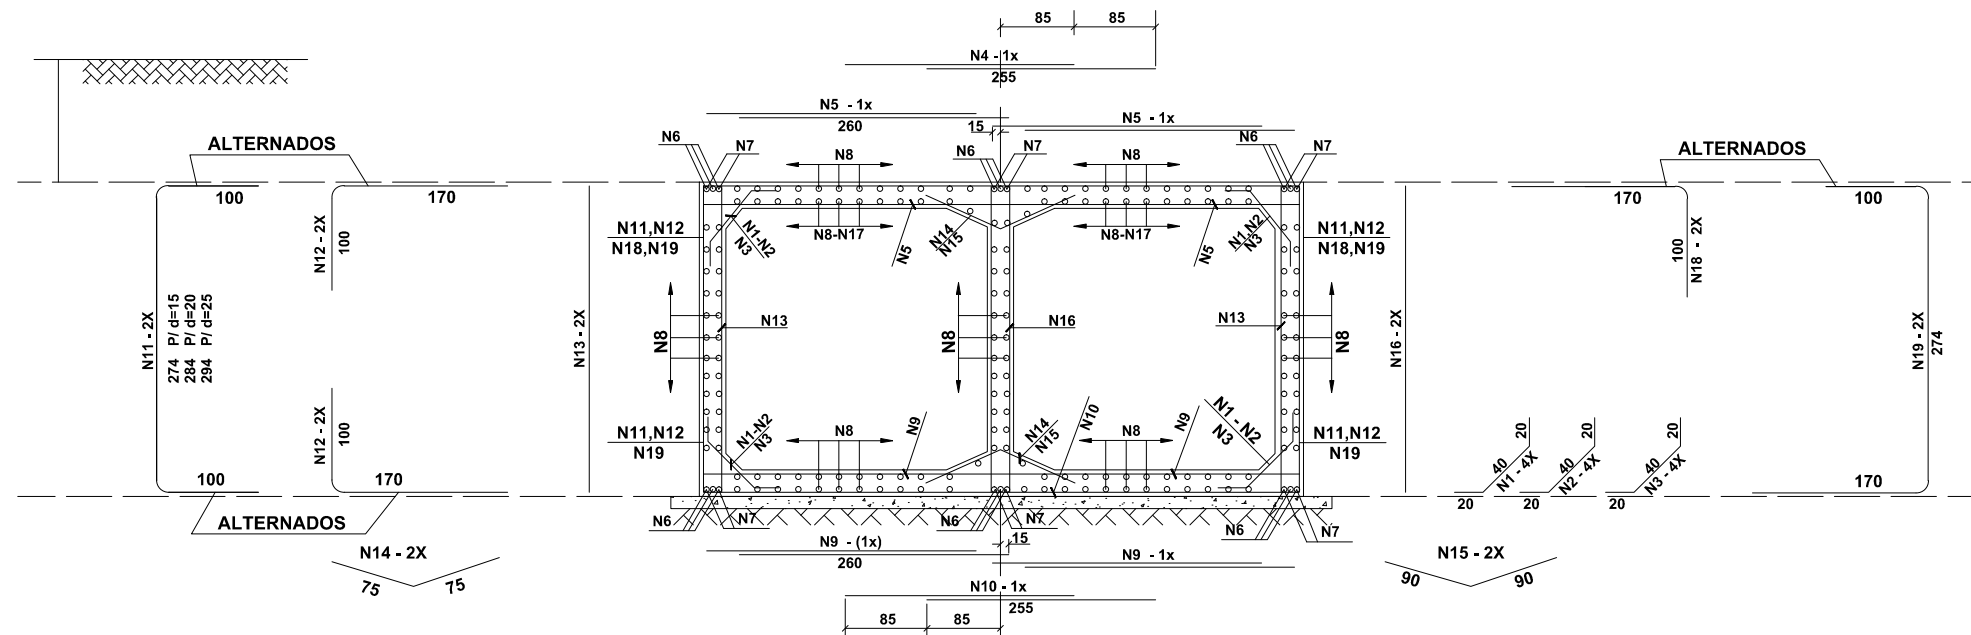 85
85
N4 - 1x
255
N5 - 1x
260
15
N5 - 1x
N6
N7
N8
N6
N7
N8
N6
N7
ALTERNADOS
100
170
N12 - 2X
100
N11 - 2X
274 P/ d=15
284 P/ d=20
294 P/ d=25
N12 - 2X
100
100
170
ALTERNADOS
N14 - 2X
75
75
N13 - 2X
N11,N12
N18,N19
N1-N2
N3
N8-N17
N5
N14
N15
N8-N17
N5
N1-N2
N3
N11,N12
N18,N19
N8
N13
N8
N16
N13
N8
N11,N12
N19
N1-N2
N3
N8
N9
N14
N15
N10
N8
N9
N1 - N2
N3
N11,N12
N19
N6
N7
N6
N7
N6
N7
N9 - (1x)
260
15
N9 - 1x
N10 - 1x
255
85
85
N16 - 2X
ALTERNADOS
170
100
100
N18 - 2X
N19 - 2X
274
20
40
N1 - 4X
20
20
40
N2 - 4X
20
20
40
N3 - 4X
20
170
N15 - 2X
90
90